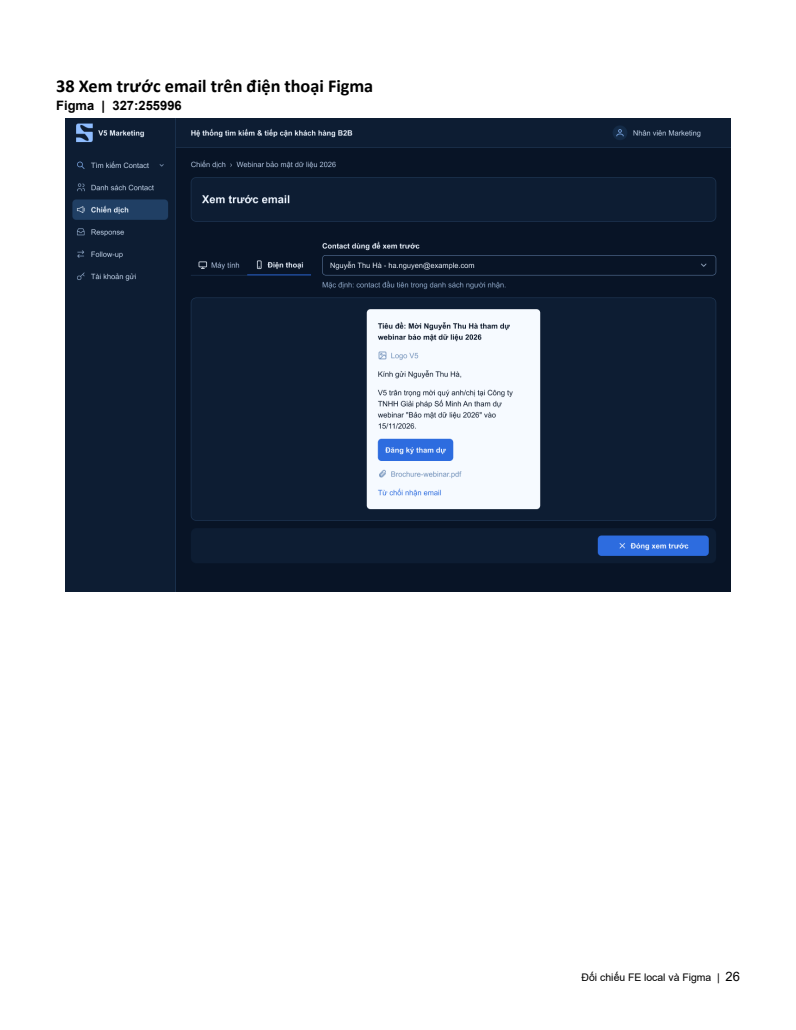 38 Xem trước email trên điện thoại Figma
Figma | 327:255996
V5 Marketing
Hệ thống tìm kiếm & tiếp cận khách hàng B2B
Nhân viên Marketing
Tìm kiếm Contact
Danh sách Contact
Chiến dịch
Response
Follow-up
Tài khoản gửi
Chiến dịch › Webinar bảo mật dữ liệu 2026
Xem trước email
Máy tính
Điện thoại
Contact dùng để xem trước
Nguyễn Thu Hà - ha.nguyen@example.com
Mặc định: contact đầu tiên trong danh sách người nhận.
Tiêu đề: Mời Nguyễn Thu Hà tham dự
webinar bảo mật dữ liệu 2026
Logo V5
Kính gửi Nguyễn Thu Hà,
V5 trân trọng mời quý anh/chị tại Công ty
TNHH Giải pháp Số Minh An tham dự
webinar "Bảo mật dữ liệu 2026" vào
15/11/2026.
Đăng ký tham dự
Brochure-webinar.pdf
Từ chối nhận email
Đóng xem trước
Đối chiếu FE local và Figma | 26